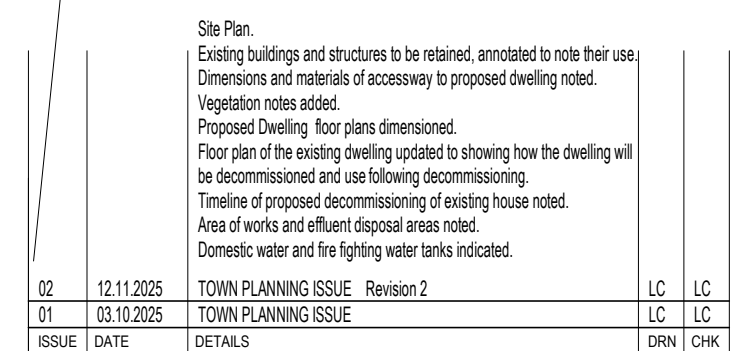 Site Plan.
Existing buildings and structures to be retained, annotated to note their use.
Dimensions and materials of accessway to proposed dwelling noted.
Vegetation notes added.
Proposed Dwelling floor plans dimensioned.
Floor plan of the existing dwelling updated to showing how the dwelling will
be decommissioned and use following decommissioning.
Timeline of proposed decommissioning of existing house noted.
Area of works and effluent disposal areas noted.
Domestic water and fire fighting water tanks indicated.
02 12.11.2025 TOWN PLANNING ISSUE Revision 2 LC LC
01 03.10.2025 TOWN PLANNING ISSUE LC LC
ISSUE DATE DETAILS DRN CHK